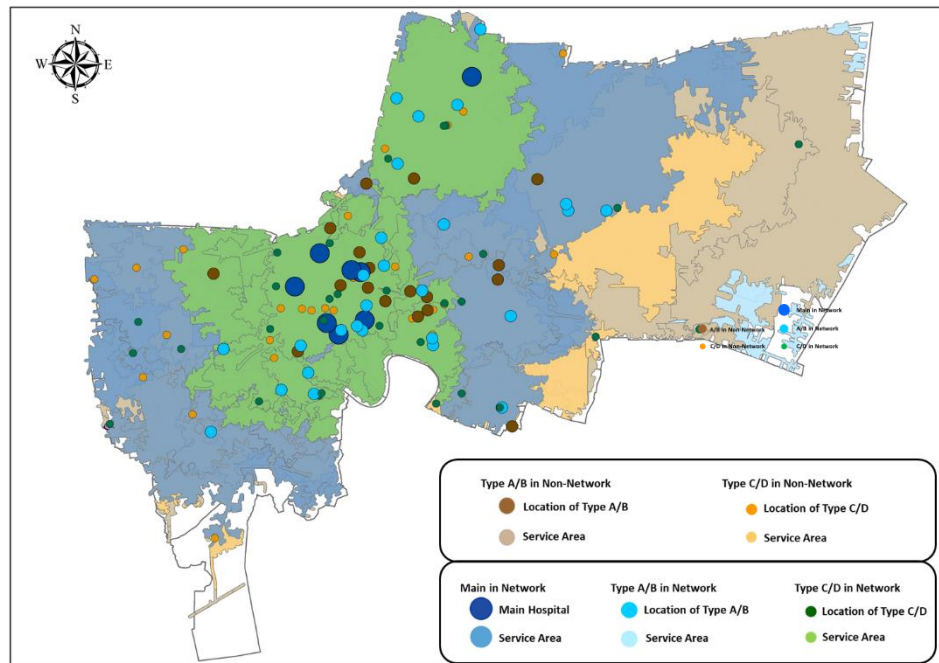 N
W E
S
Main in Network
A/B in Non-Network A/B in Network
C/D in Non-Network C/D in Network
Type A/B in Non-Network Type C/D in Non-Network
Location of Type A/B Location of Type C/D
Service Area Service Area
Main in Network Type A/B in Network Type C/D in Network
Main Hospital Location of Type A/B Location of Type C/D
Service Area Service Area Service Area